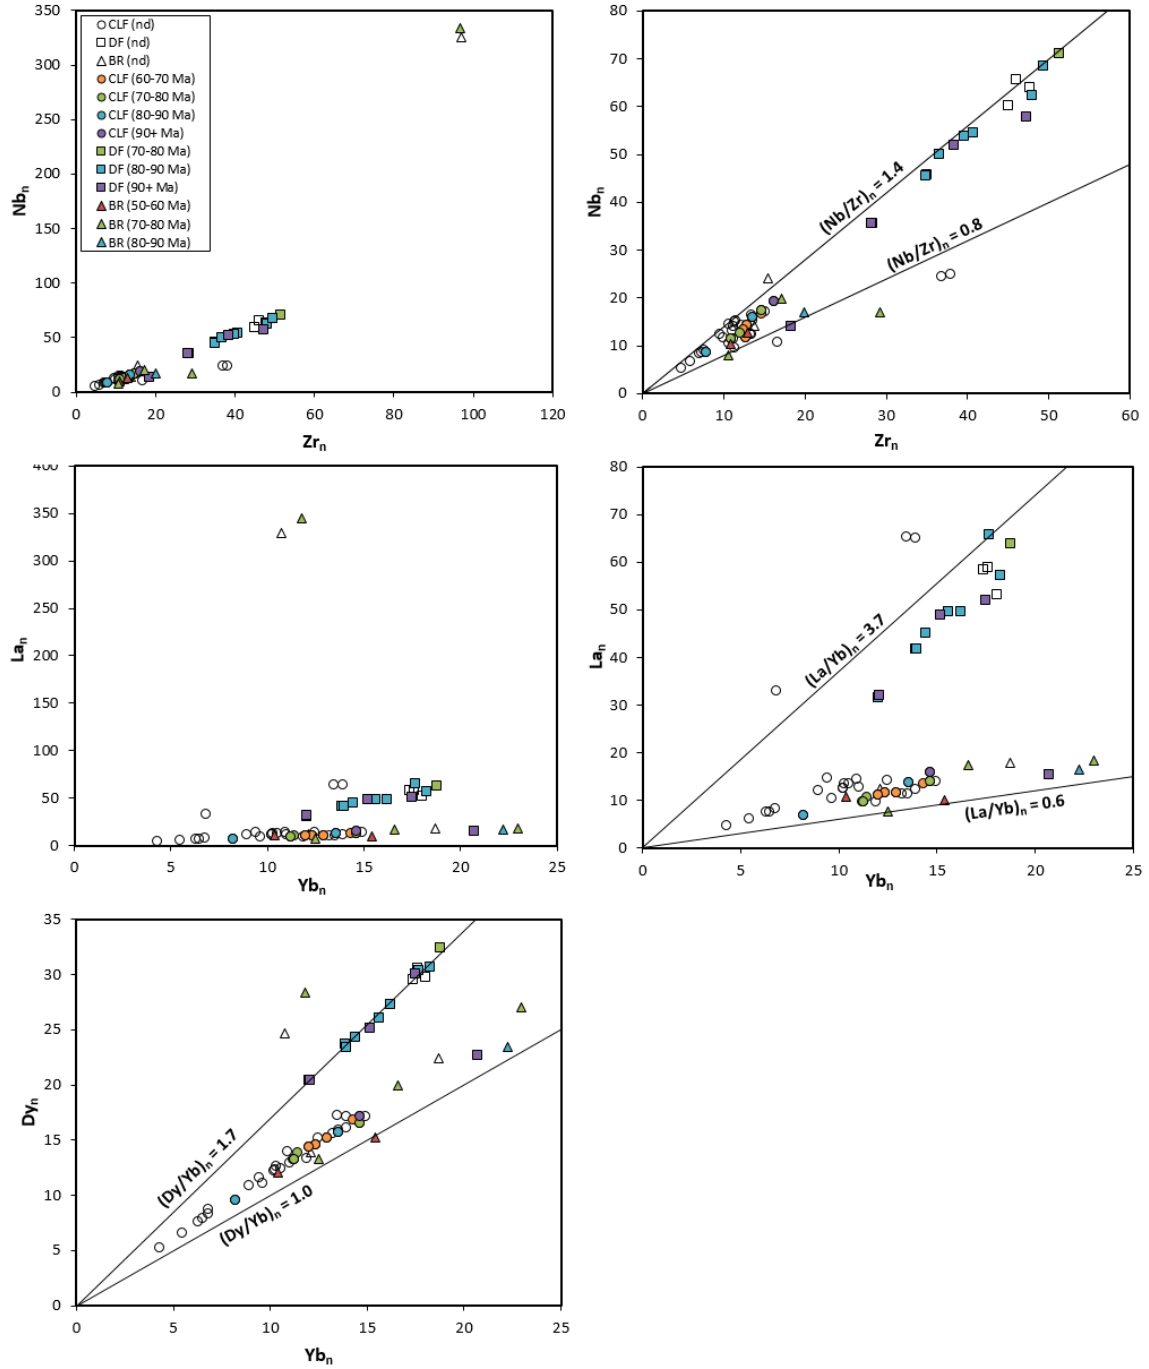 350
300
250
200
150
100
50
0
Nbn
CLF (nd)
DF (nd)
BR (nd)
CLF (60-70 Ma)
CLF (70-80 Ma)
CLF (80-90 Ma)
CLF (90+ Ma)
DF (70-80 Ma)
DF (80-90 Ma)
DF (90+ Ma)
BR (50-60 Ma)
BR (70-80 Ma)
BR (80-90 Ma)
0 20 40 60 80 100 120
Zrn
80
70
60
50
40
30
20
10
0
Nbn
(Nb/Zr)n = 1.4
(Nb/Zr)n = 0.8
0 10 20 30 40 50 60
Zrn
400
350
300
250
200
150
100
50
0
Lan
0 5 10 15 20 25
Ybn
80
70
60
50
40
30
20
10
0
Lan
(La/Yb)n = 3.7
(La/Yb)n = 0.6
0 5 10 15 20 25
Ybn
35
30
25
20
15
10
5
0
Dyn
(Dy/Yb)n = 1.7
(Dy/Yb)n = 1.0
0 5 10 15 20 25
Ybn